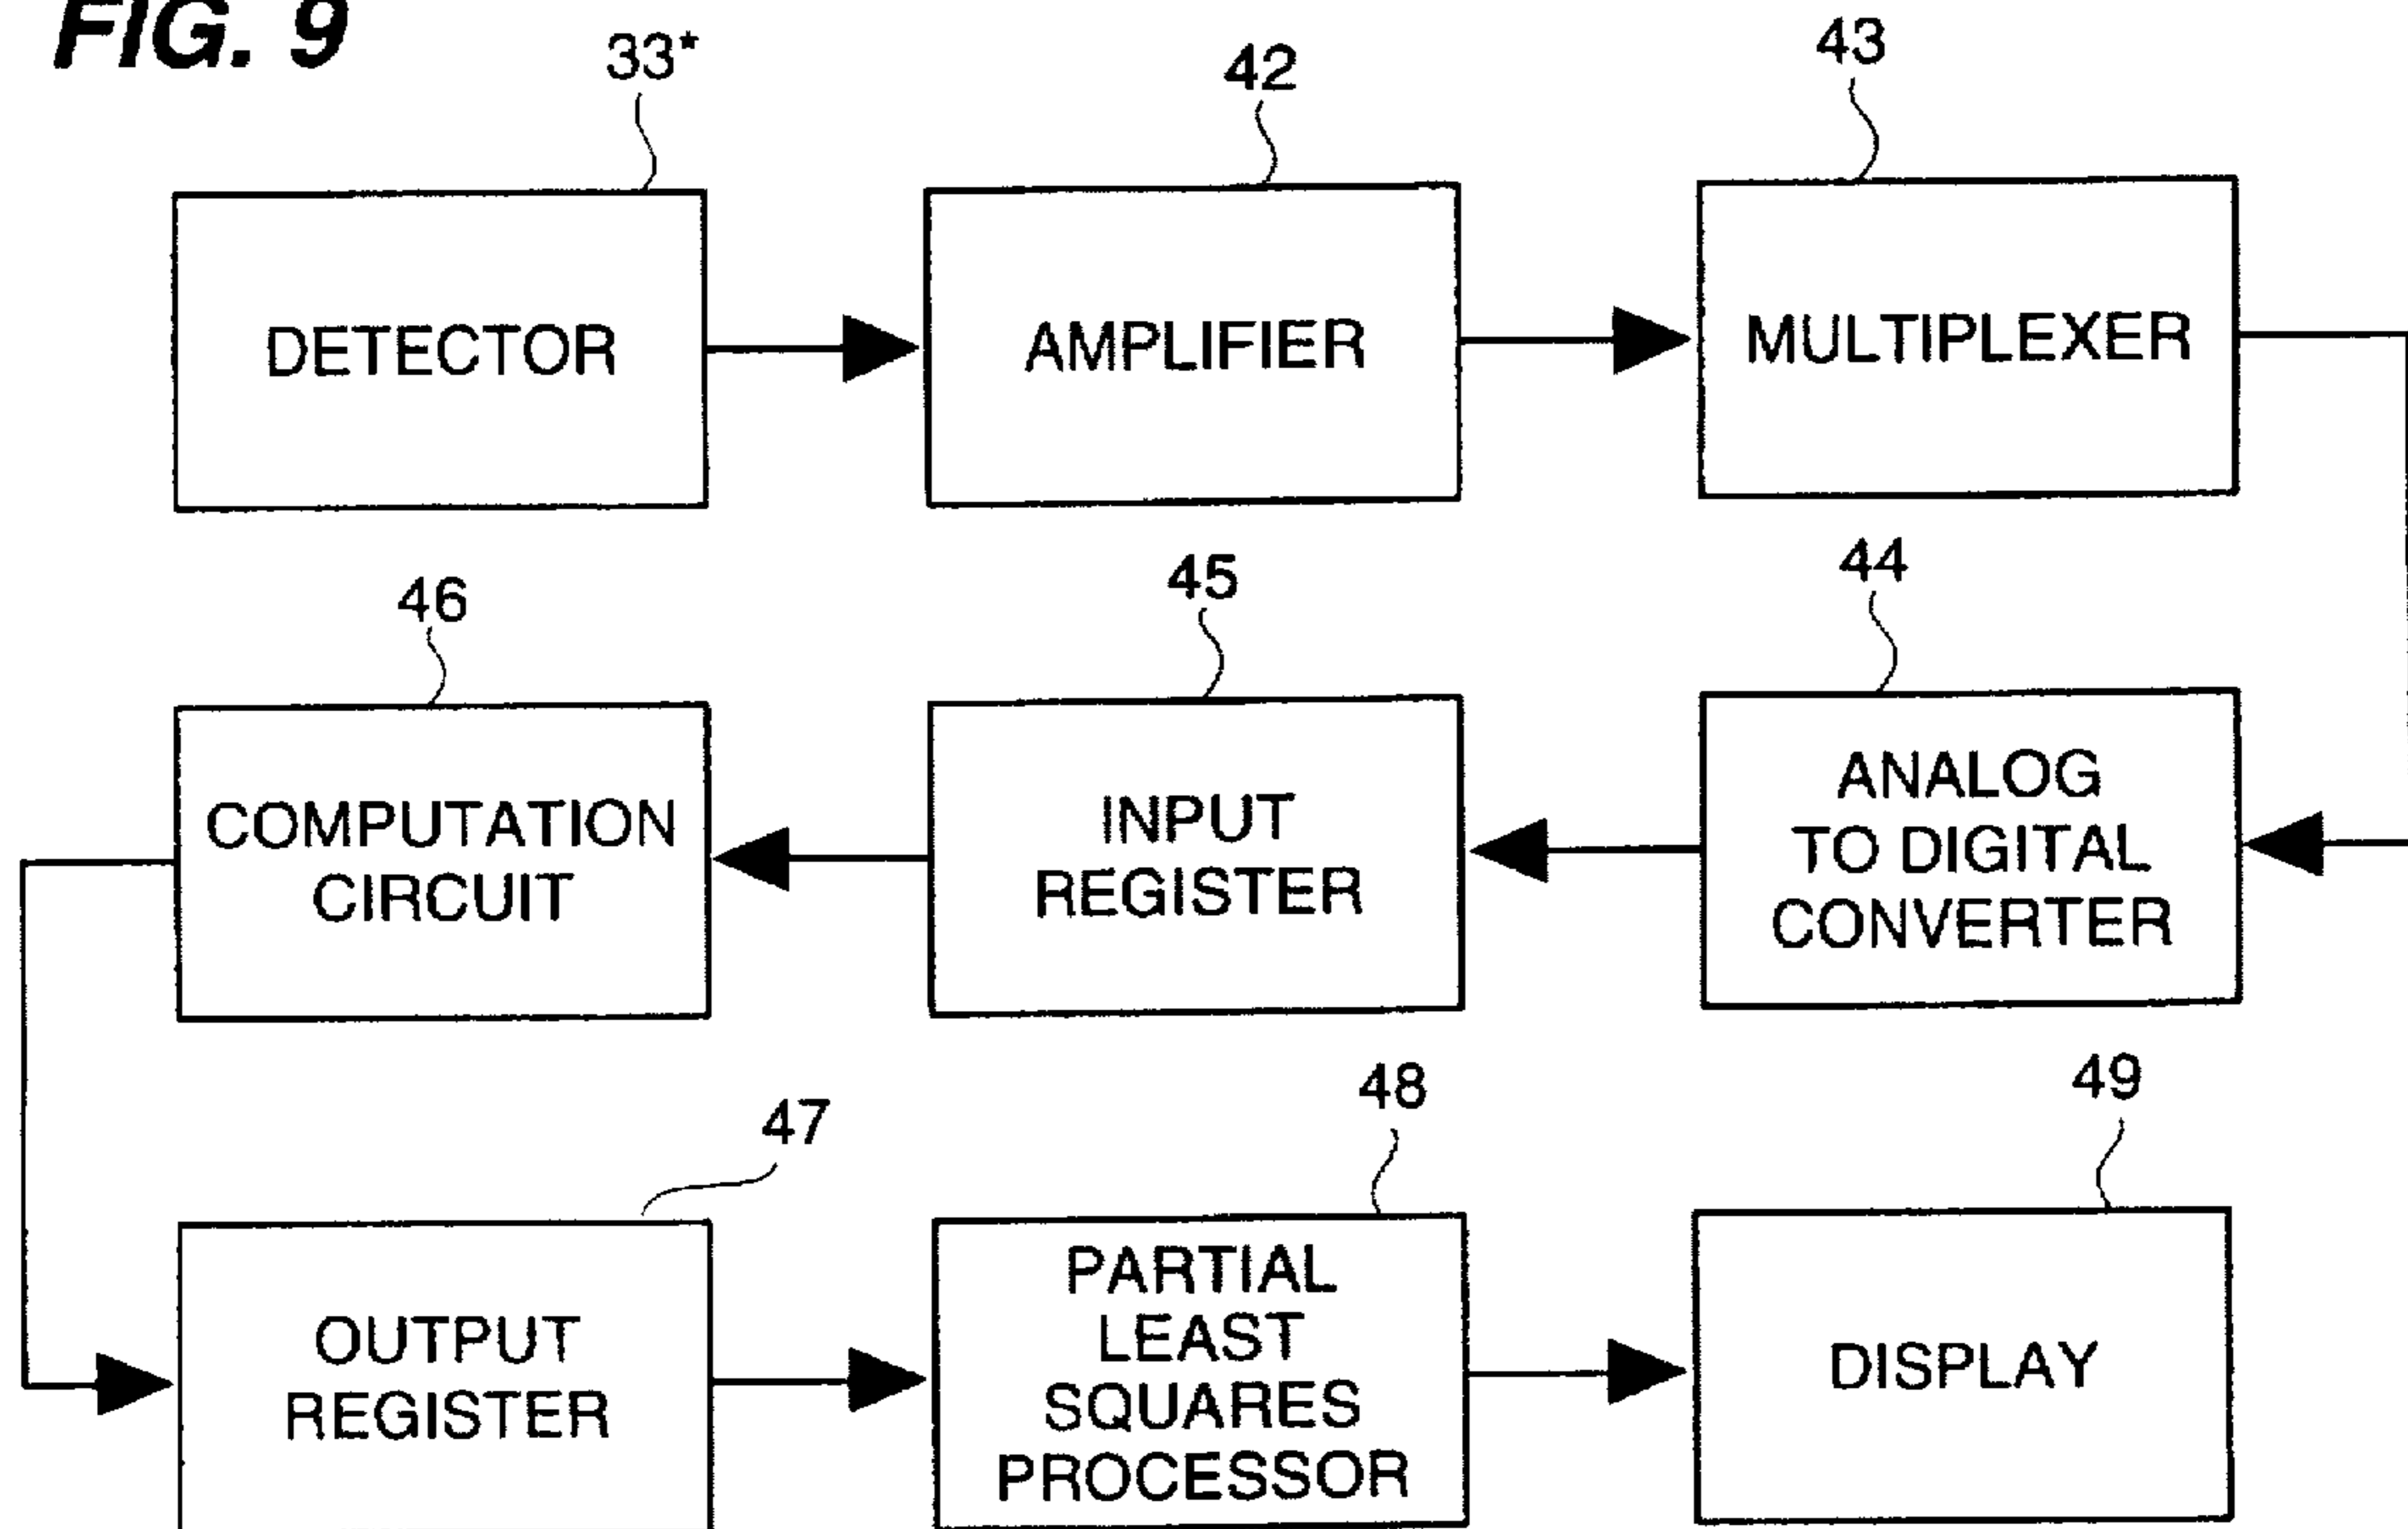 FIG. 9
33*
42
43
DETECTOR
AMPLIFIER
MULTIPLEXER
46
45
44
COMPUTATION
CIRCUIT
INPUT
REGISTER
ANALOG
TO DIGITAL
CONVERTER
47
48
49
OUTPUT
REGISTER
PARTIAL
LEAST
SQUARES
PROCESSOR
DISPLAY